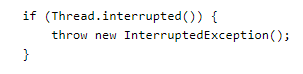 if (Thread.interrupted()) {
    throw new InterruptedException();
}